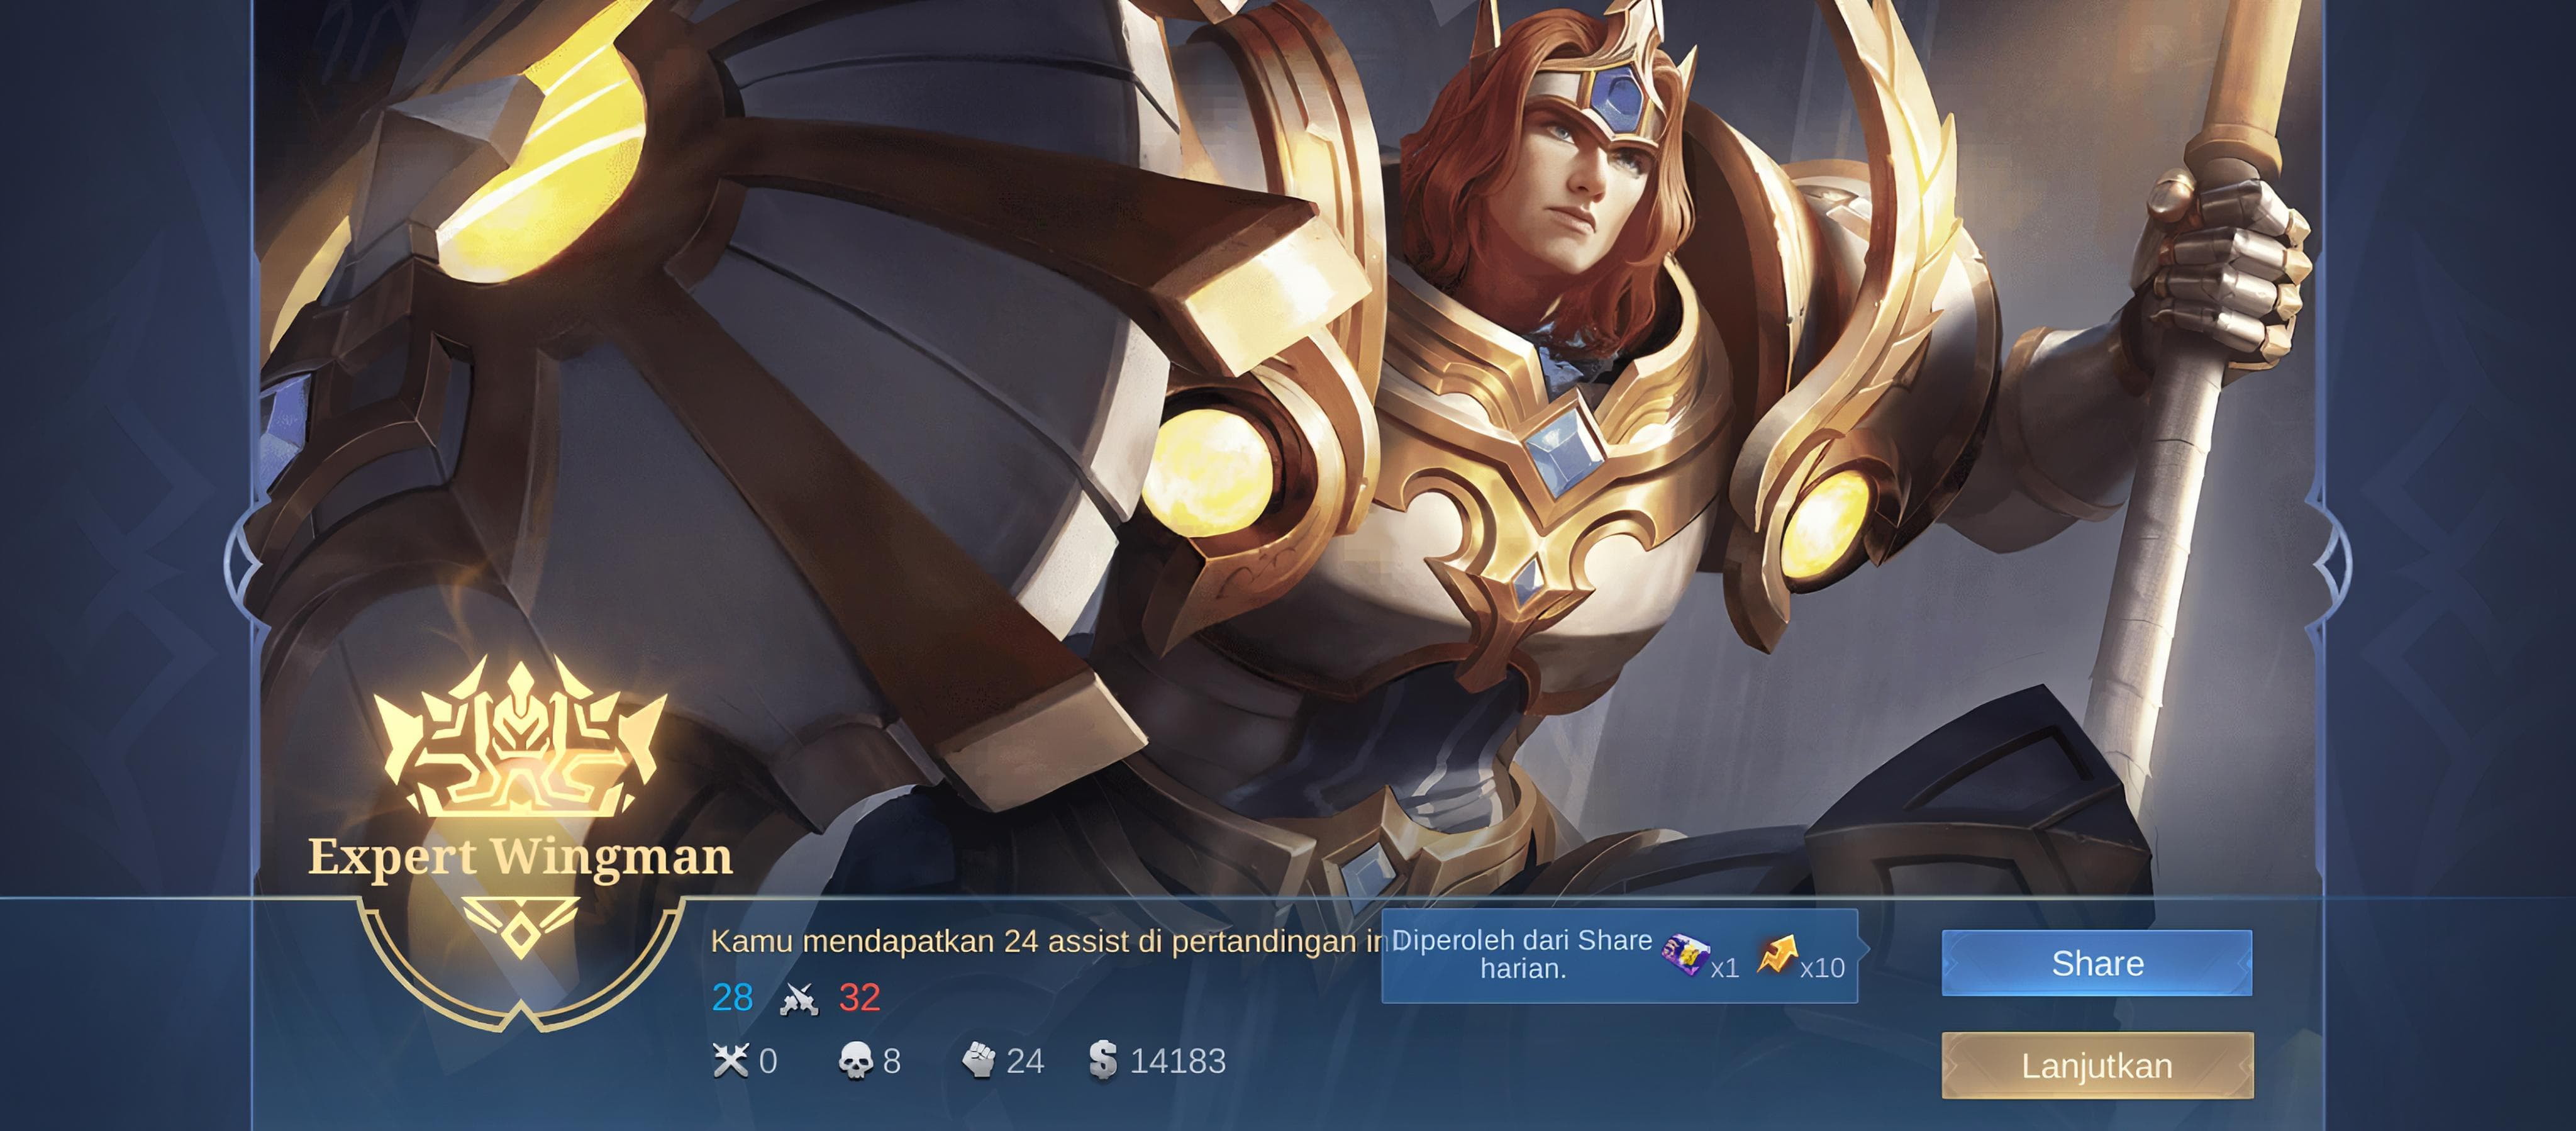 Expert Wingman
Kamu mendapatkan 24 assist di pertandingan in
Diperoleh dari Share
harian.
x1 x10
Share
28 32
0 8 24 14183
Lanjutkan